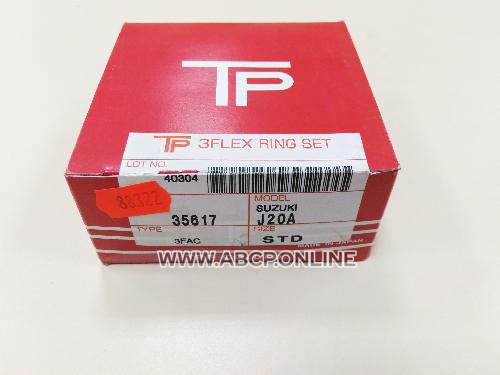 TP
TP 3FLEX RING SET
LOT NO.
40304
88322
MODEL
SUZUKI
35617 J20A
TYPE SIZE
3FAC STD
MADE IN JAPAN
WWW.ABCP.ONLINE